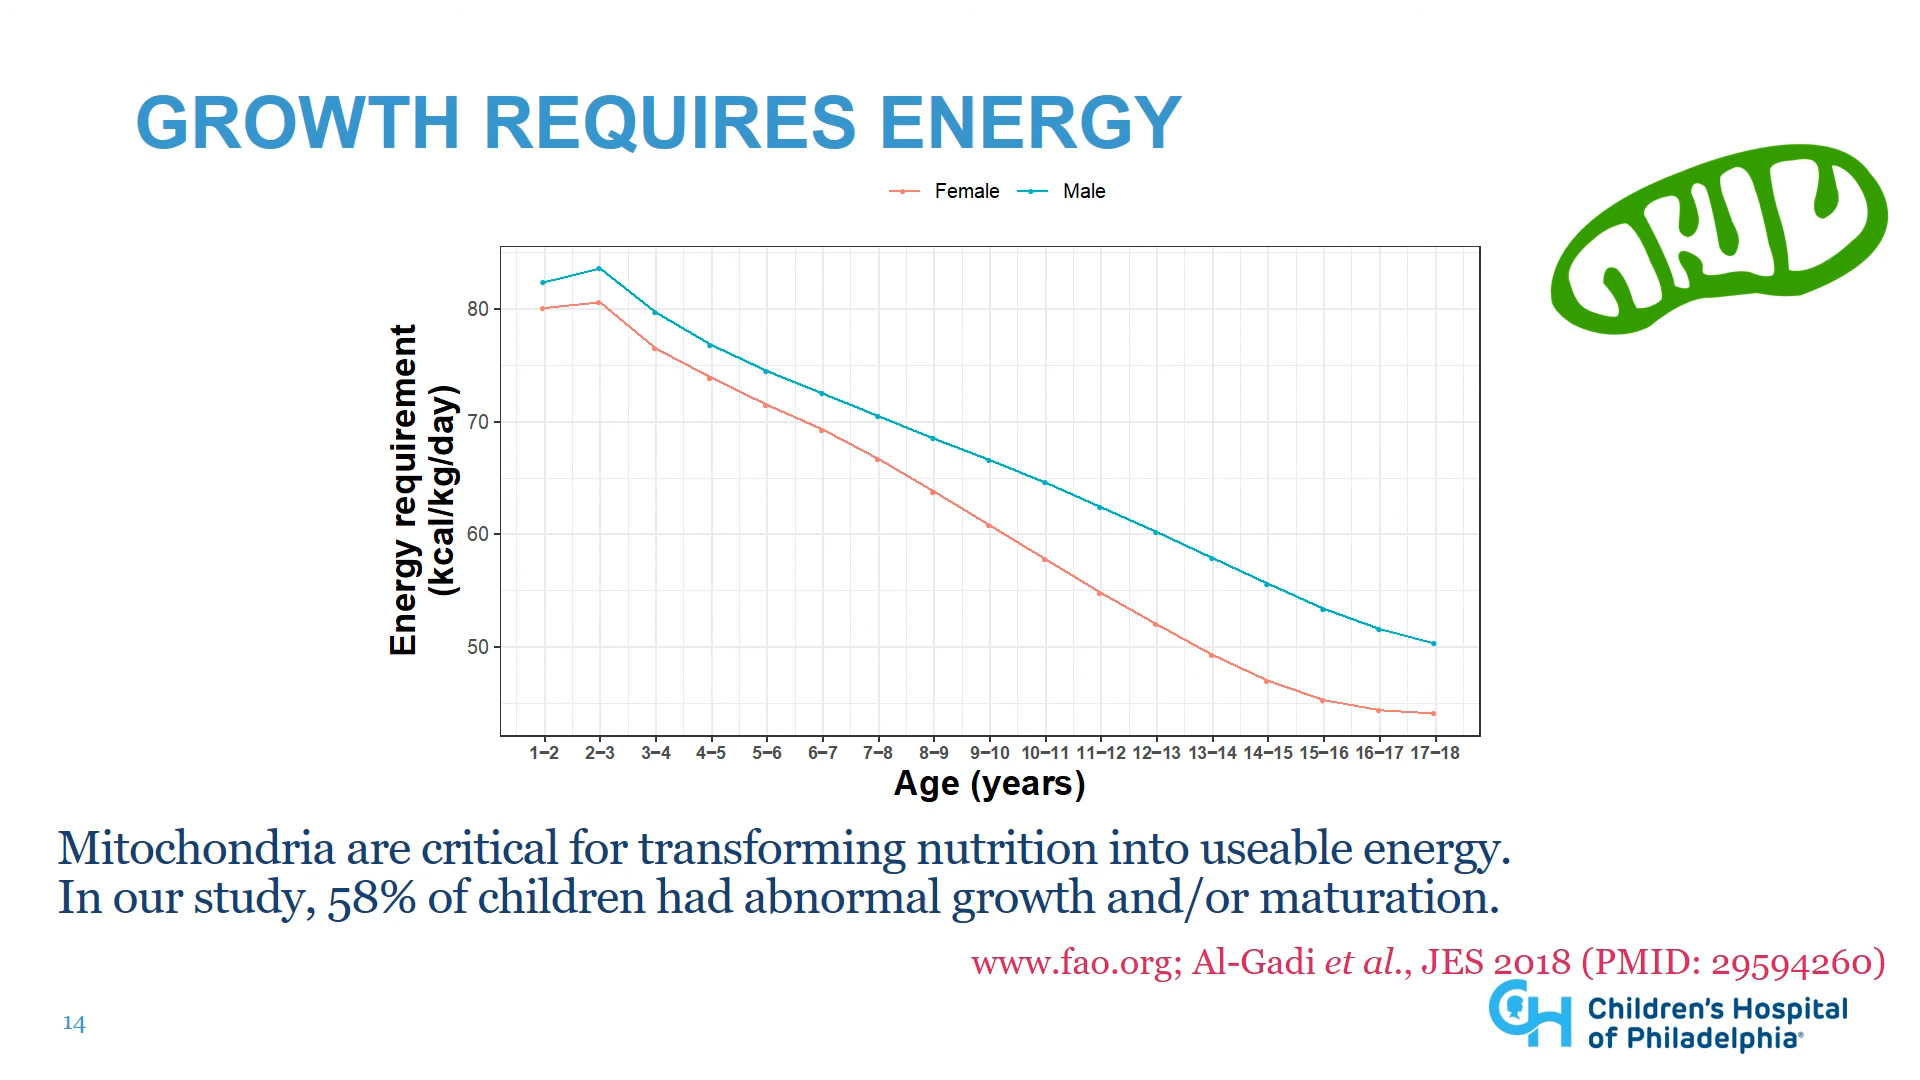 GROWTH REQUIRES ENERGY
Female Male
Energy requirement
(kcal/kg/day)
80
70
60
50
1−2 2−3 3−4 4−5 5−6 6−7 7−8 8−9 9−10 10−11 11−12 12−13 13−14 14−15 15−16 16−17 17−18
Age (years)
Mitochondria are critical for transforming nutrition into useable energy.
In our study, 58% of children had abnormal growth and/or maturation.
www.fao.org; Al-Gadi et al., JES 2018 (PMID: 29594260)
14
CH
Children's Hospital
of Philadelphia®